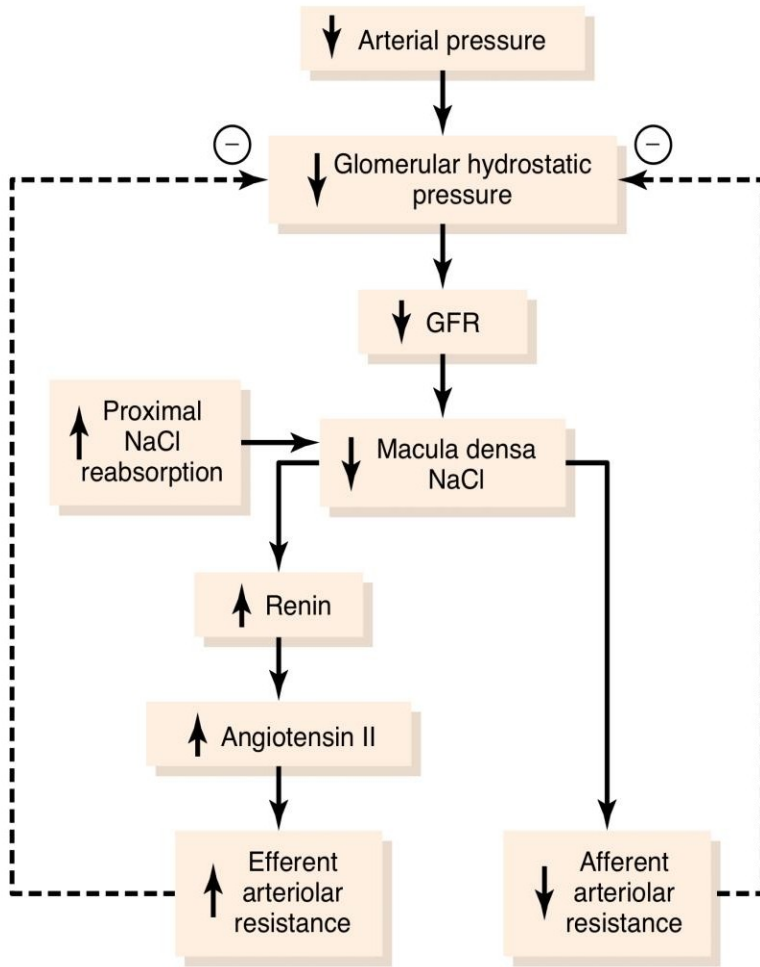 Arterial pressure
−
−
Glomerular hydrostatic
pressure
GFR
Proximal
NaCl
reabsorption
Macula densa
NaCl
Renin
Angiotensin II
Efferent
arteriolar
resistance
Afferent
arteriolar
resistance